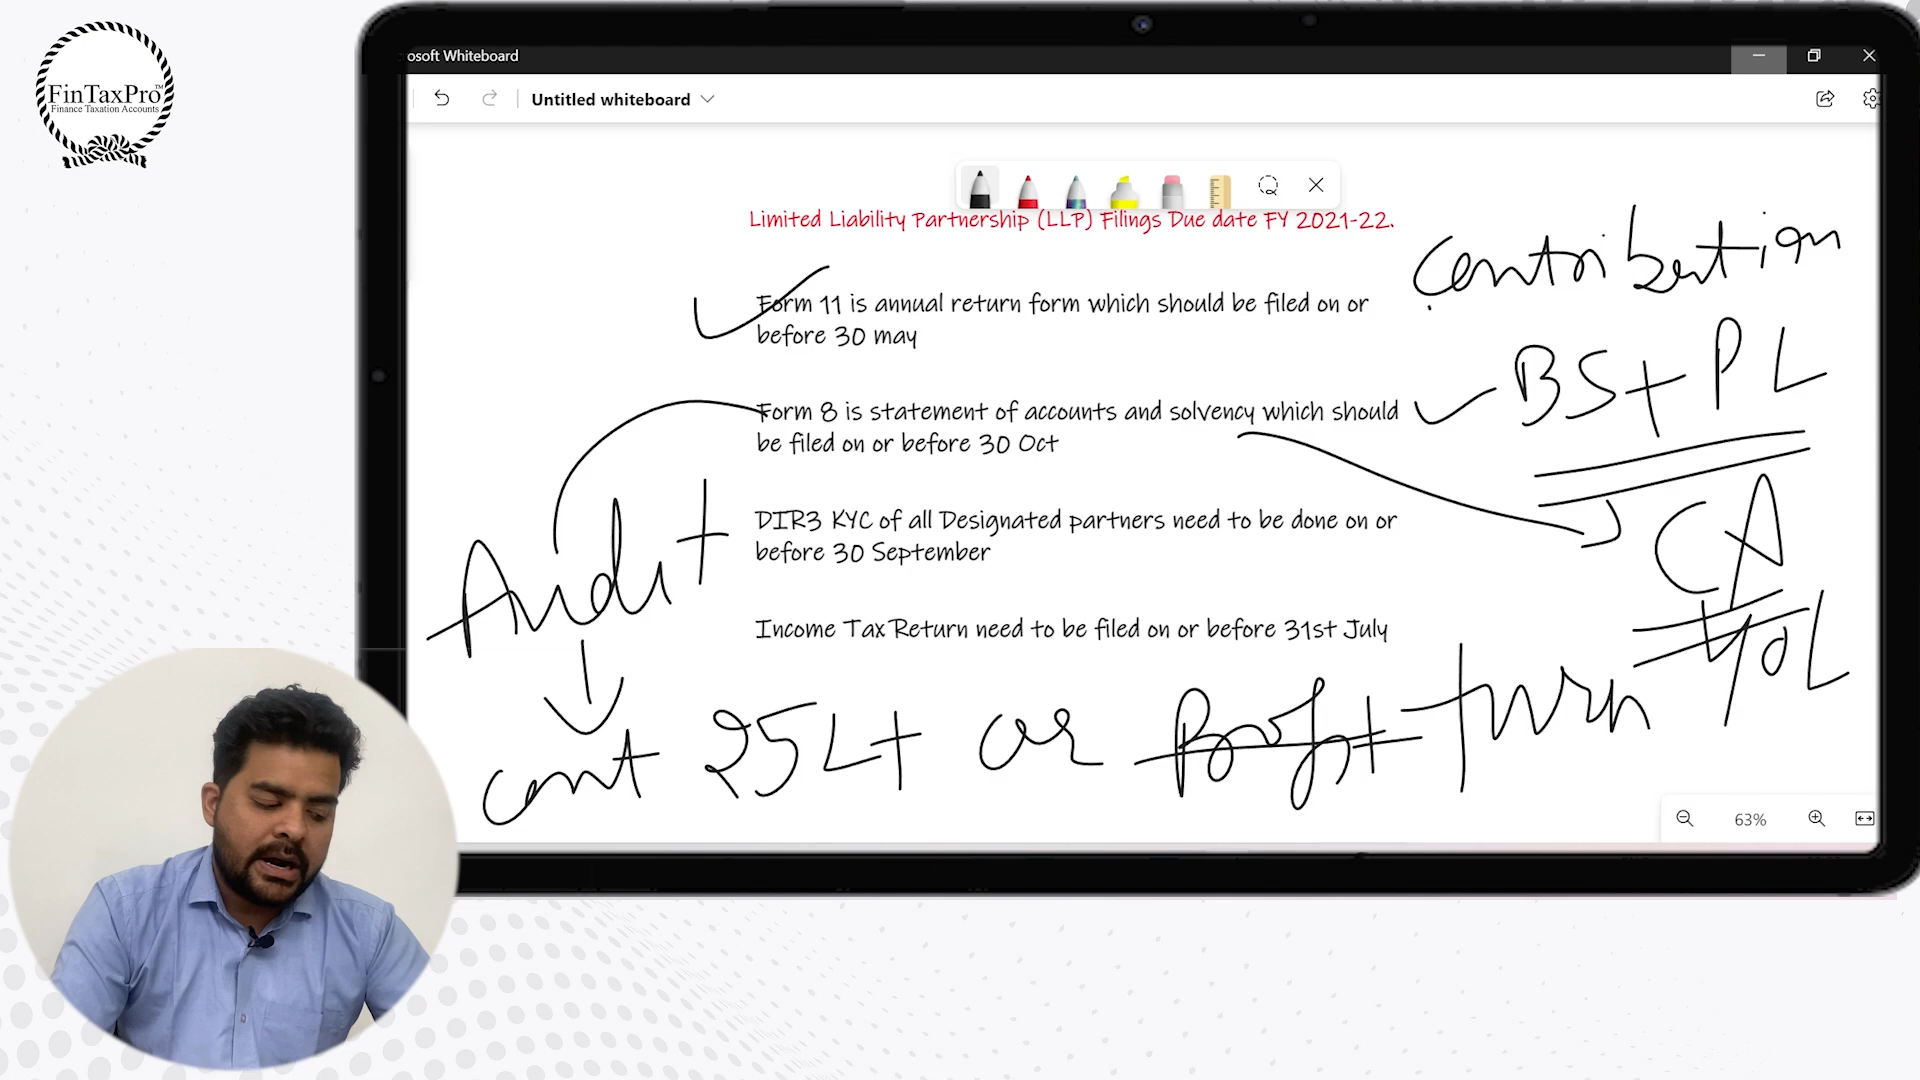 FinTaxPro™
Finance Taxation Accounts
osoft Whiteboard
Untitled whiteboard
Limited Liability Partnership (LLP) Filings Due date FY 2021-22.
Contribution
Form 11 is annual return form which should be filed on or
before 30 may
BS + PL
Form 8 is statement of accounts and solvency which should
be filed on or before 30 Oct
CA
DIR3 KYC of all Designated partners need to be done on or
before 30 September
Audit
Income Tax Return need to be filed on or before 31st July
40L
cont 25L+ or Profit turn
63%